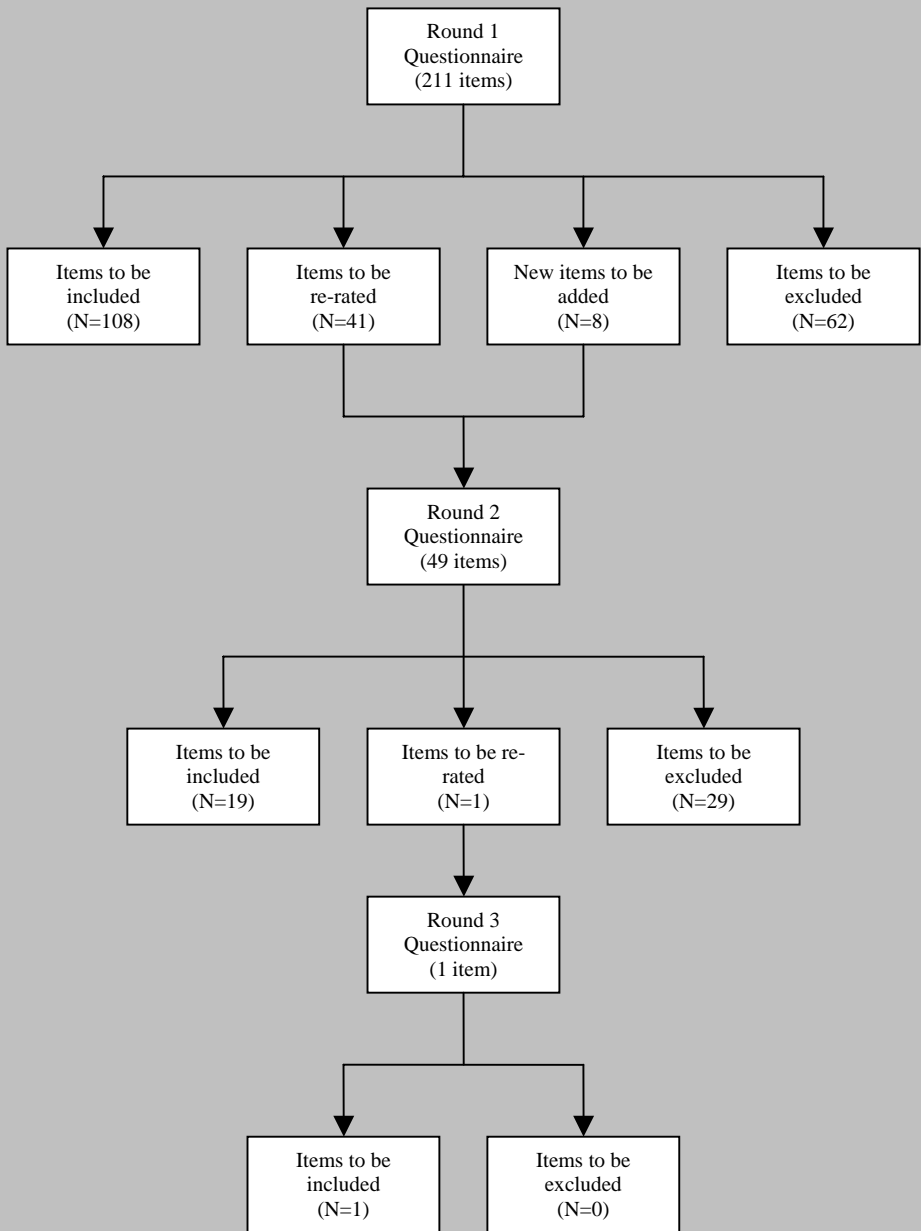 Round 1
Questionnaire
(211 items)
Items to be
included
(N=108)
Items to be
re-rated
(N=41)
New items to be
added
(N=8)
Items to be
excluded
(N=62)
Round 2
Questionnaire
(49 items)
Items to be
included
(N=19)
Items to be re-
rated
(N=1)
Items to be
excluded
(N=29)
Round 3
Questionnaire
(1 item)
Items to be
included
(N=1)
Items to be
excluded
(N=0)